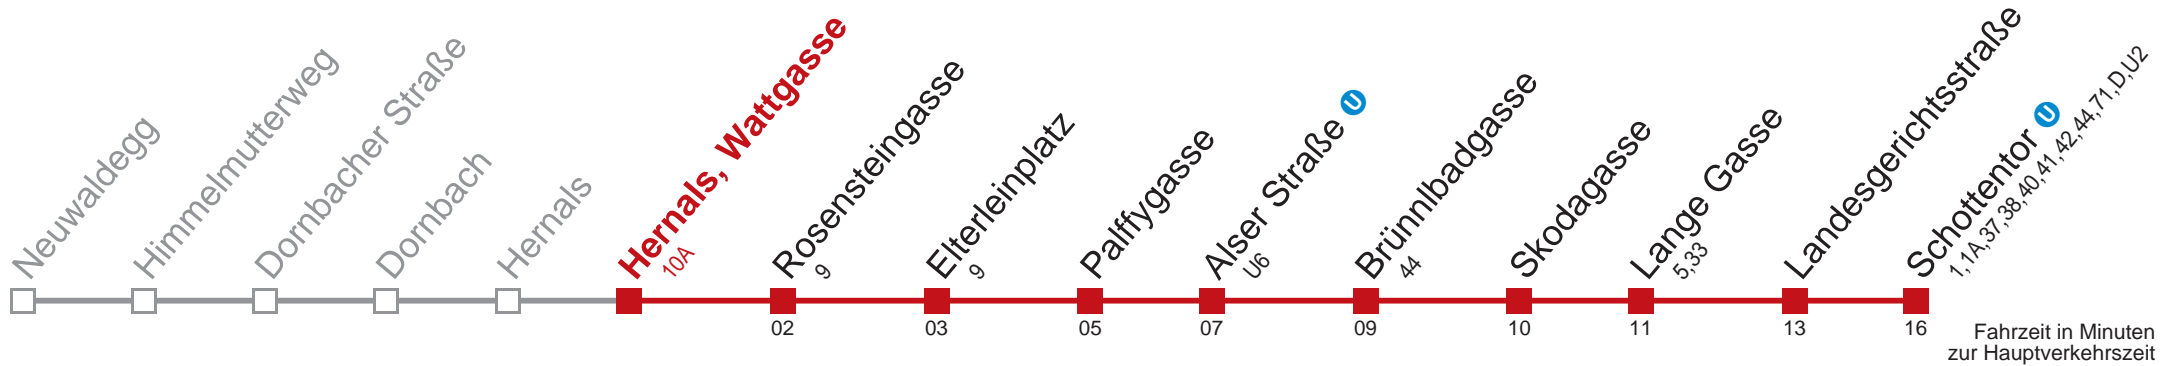 Neuwaldegg
Himmelmutterweg
Dornbacher Straße
Dornbach
Hernals
Hernals, Wattgasse
10A
Rosensteingasse
9
Elterleinplatz
9
Palffygasse
Alser Straße U
U6
Brünnlbadgasse
44
Skodagasse
Lange Gasse
5,33
Landesgerichtsstraße
Schottentor U
1,1A,37,38,40,41,42,44,71,D,U2
02 03 05 07 09 10 11 13 16
Fahrzeit in Minuten
zur Hauptverkehrszeit